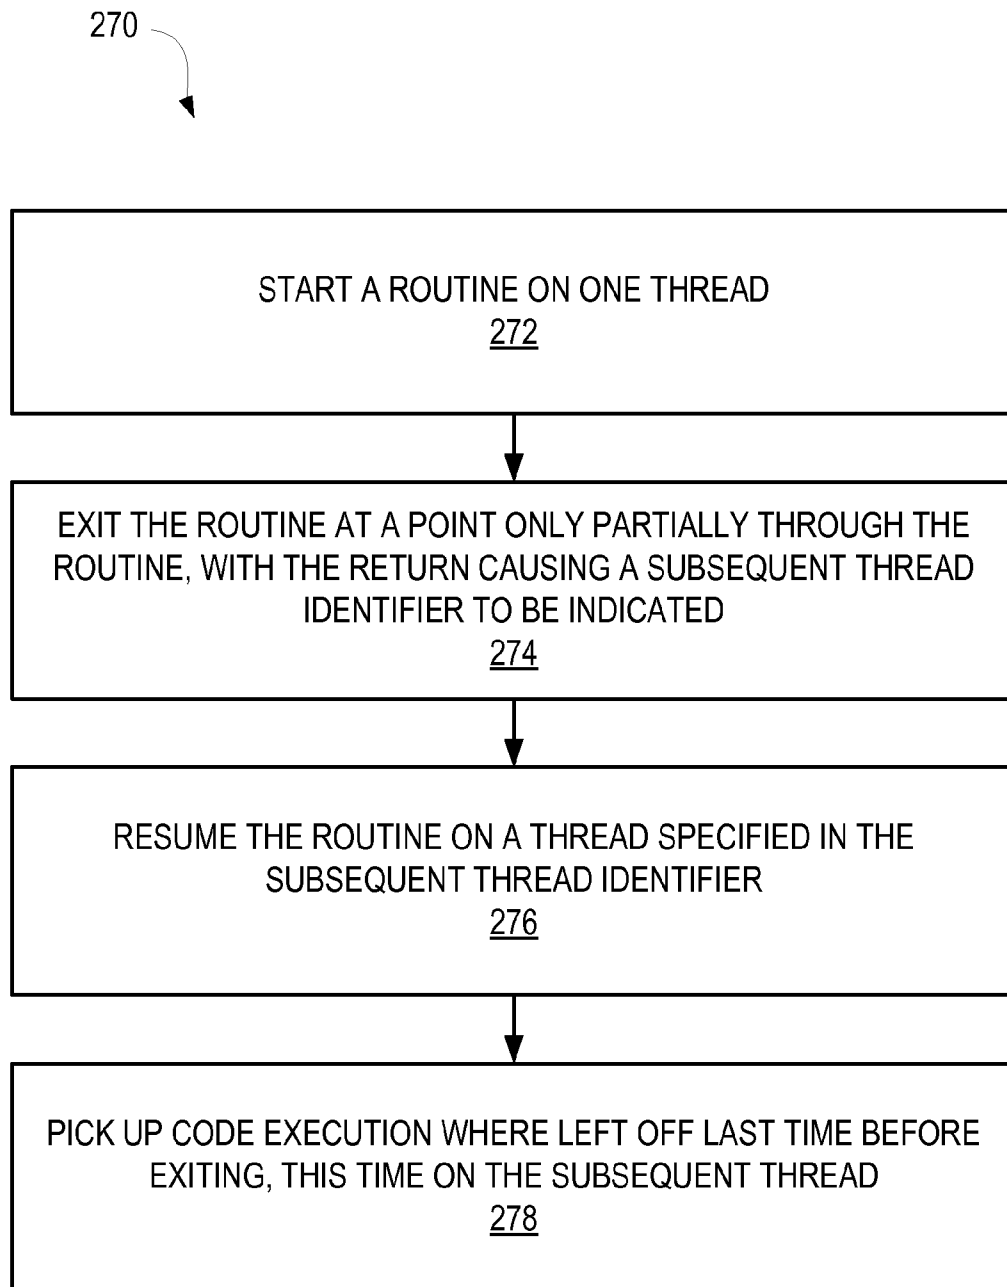 270
START A ROUTINE ON ONE THREAD
272
EXIT THE ROUTINE AT A POINT ONLY PARTIALLY THROUGH THE
ROUTINE, WITH THE RETURN CAUSING A SUBSEQUENT THREAD
IDENTIFIER TO BE INDICATED
274
RESUME THE ROUTINE ON A THREAD SPECIFIED IN THE
SUBSEQUENT THREAD IDENTIFIER
276
PICK UP CODE EXECUTION WHERE LEFT OFF LAST TIME BEFORE
EXITING, THIS TIME ON THE SUBSEQUENT THREAD
278